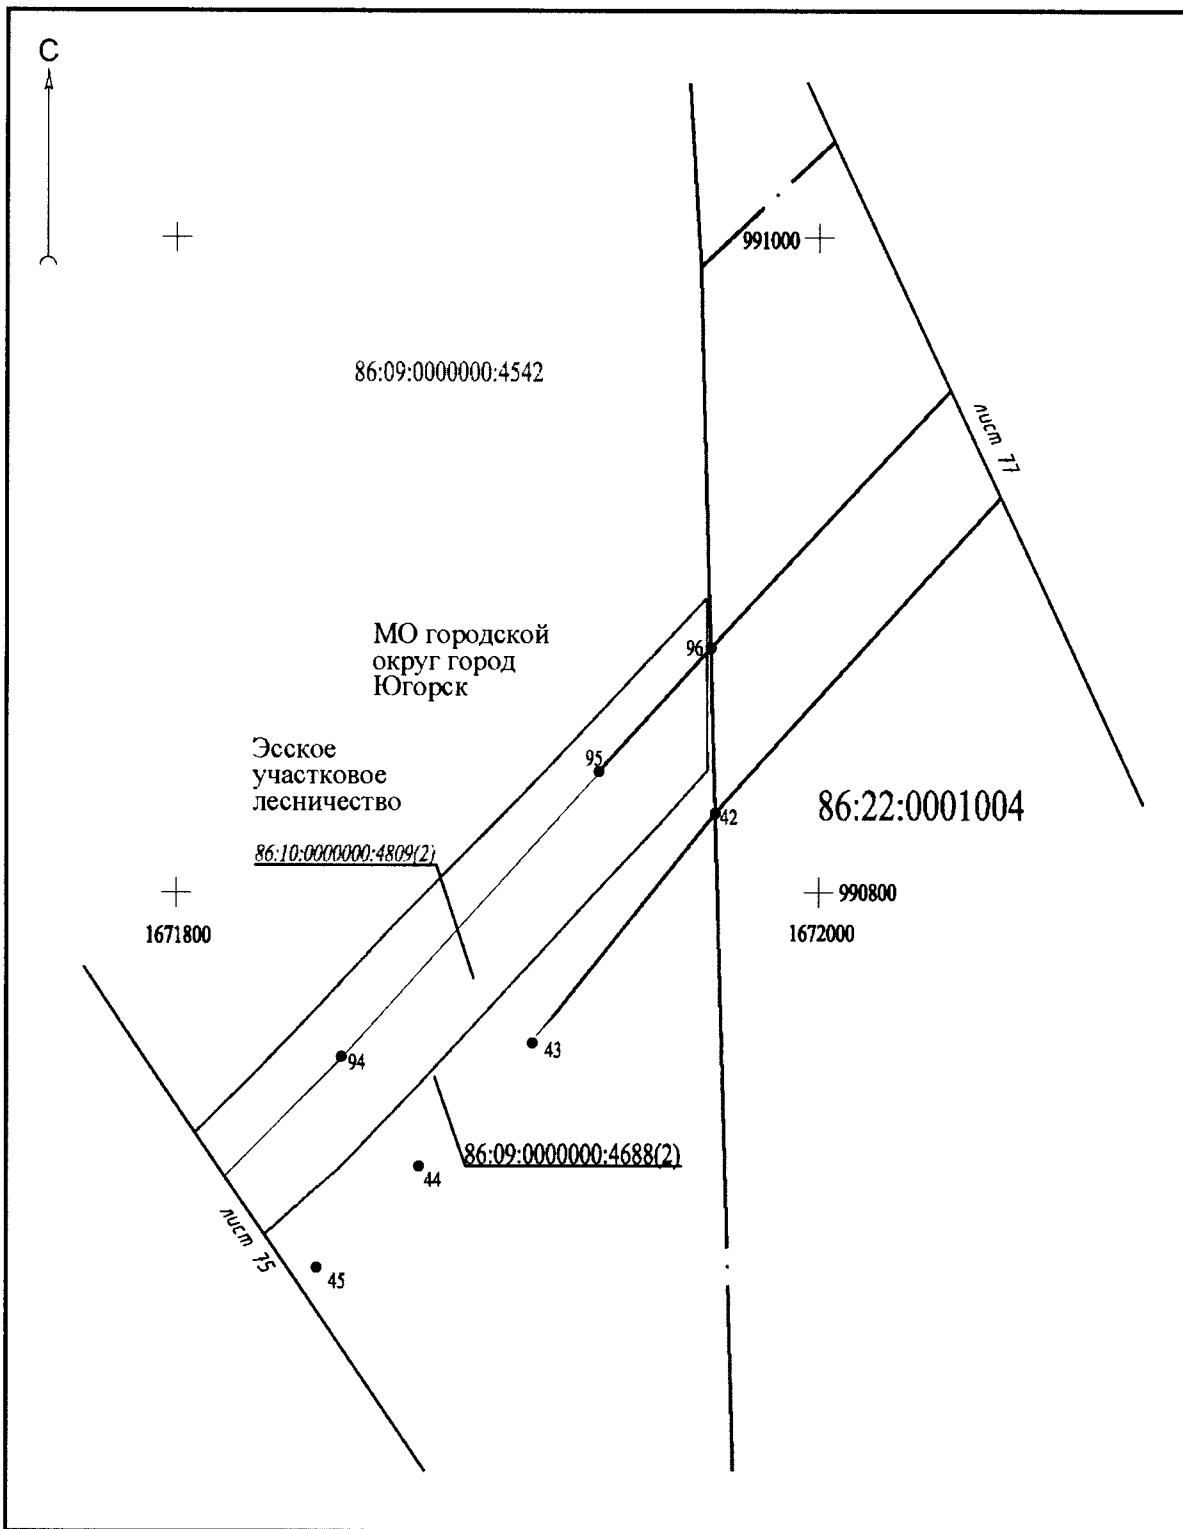 С
991000
86:09:0000000:4542
лист 77
МО городской
округ город
Югорск
96
Эсское
участковое
лесничество
95
86:22:0001004
42
86:10:0000000:4809(2)
990800
1671800
1672000
43
94
86:09:0000000:4688(2)
44
лист 75
45